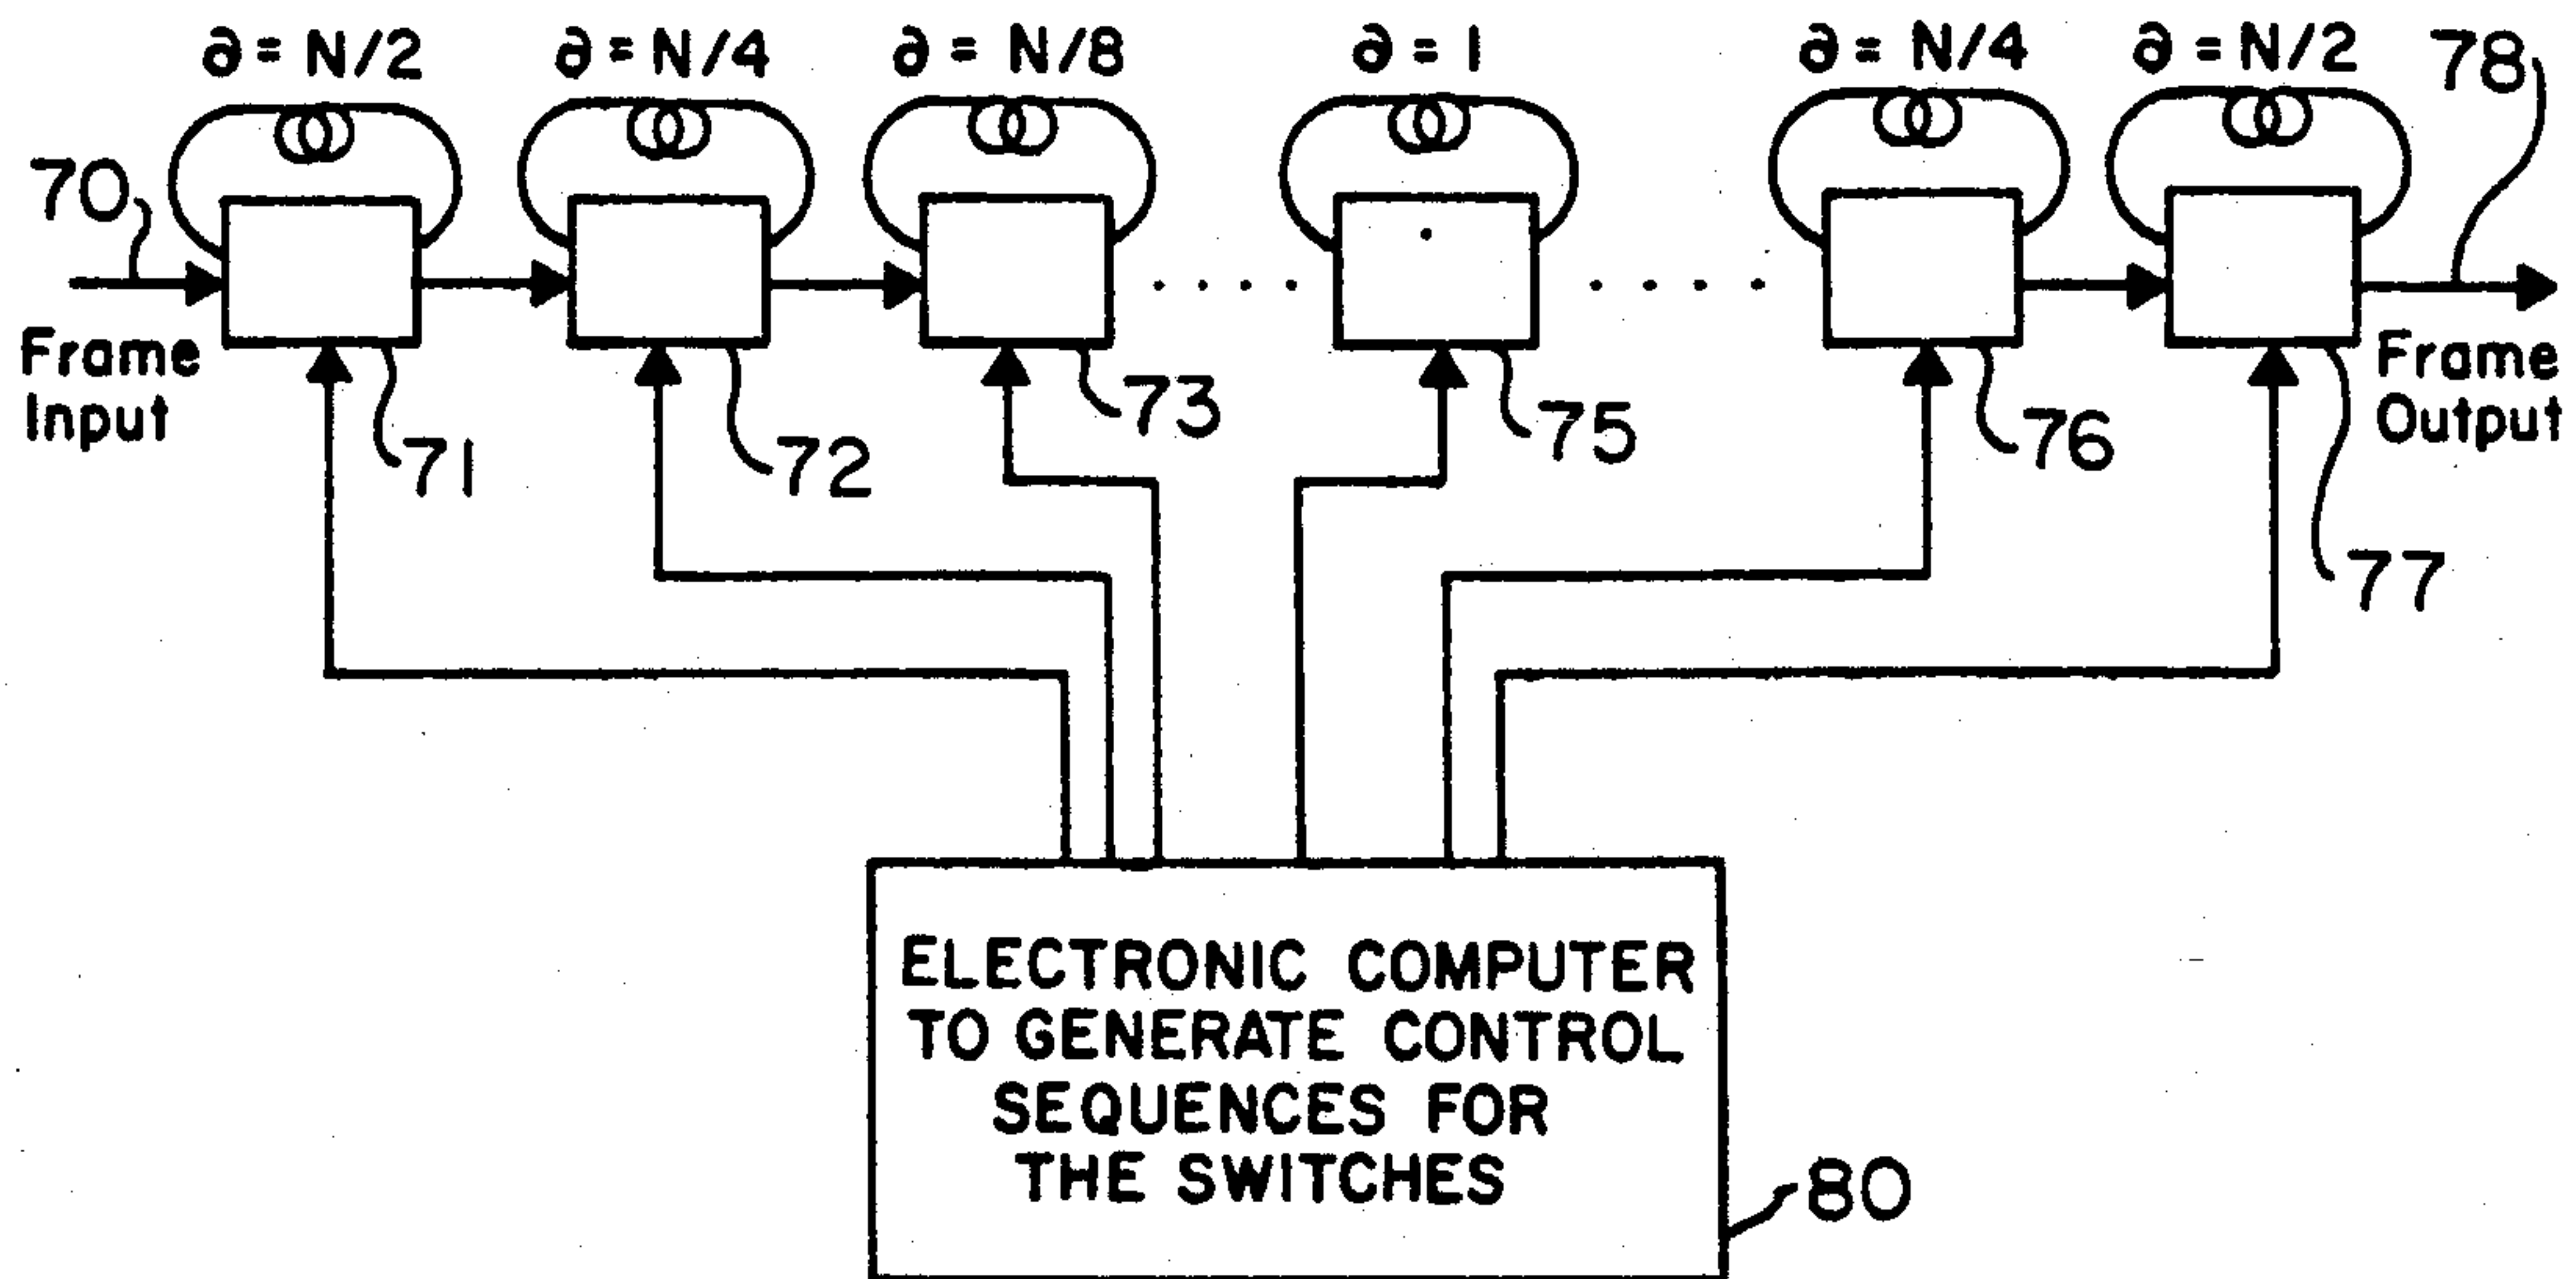 ∂ = N/2
∂ = N/4
∂ = N/8
∂ = 1
∂ = N/4
∂ = N/2
78
70
Frame
Input
71
72
73
75
76
77
Frame
Output
ELECTRONIC COMPUTER
TO GENERATE CONTROL
SEQUENCES FOR
THE SWITCHES
80